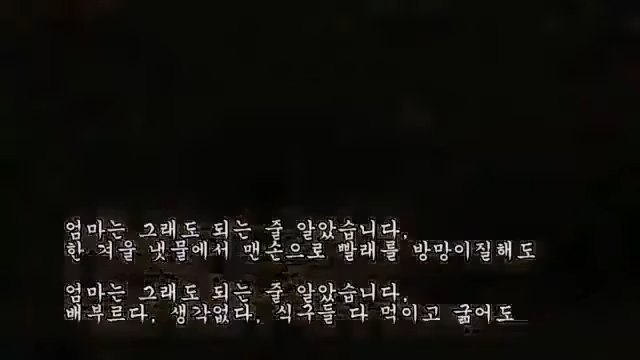 엄마는 그래도 되는 줄 알았습니다,
한 겨울 냇물에서 맨손으로 빨래를 방망이질해도
엄마는 그래도 되는 줄 알았습니다,
배부르다, 생각없다, 식구들 다 먹이고 굶어도